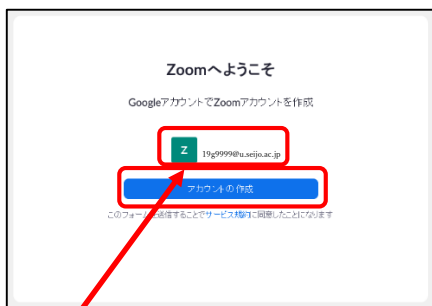 Zoomへようこそ
GoogleアカウントでZoomアカウントを作成
Z 19g9999@u.seijo.ac.jp
アカウントの作成
このフォームを送信することでサービス規約に同意したことになります